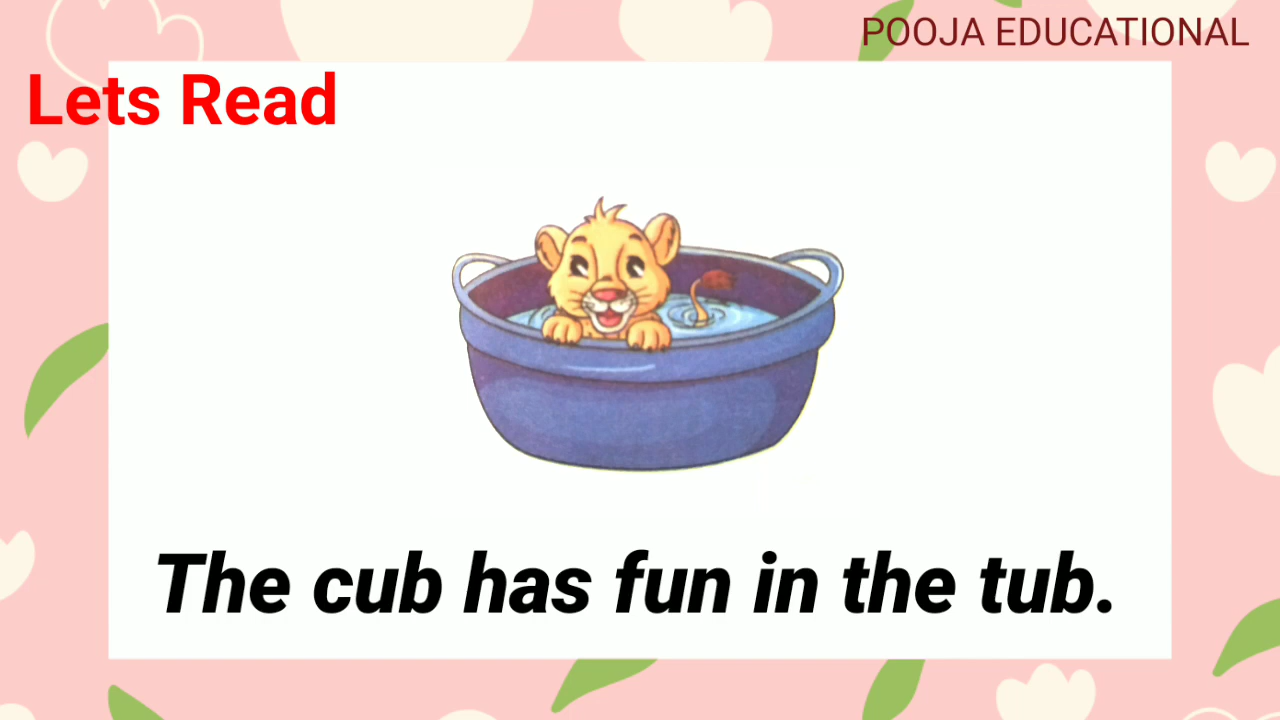 POOJA EDUCATIONAL
Lets Read
The cub has fun in the tub.